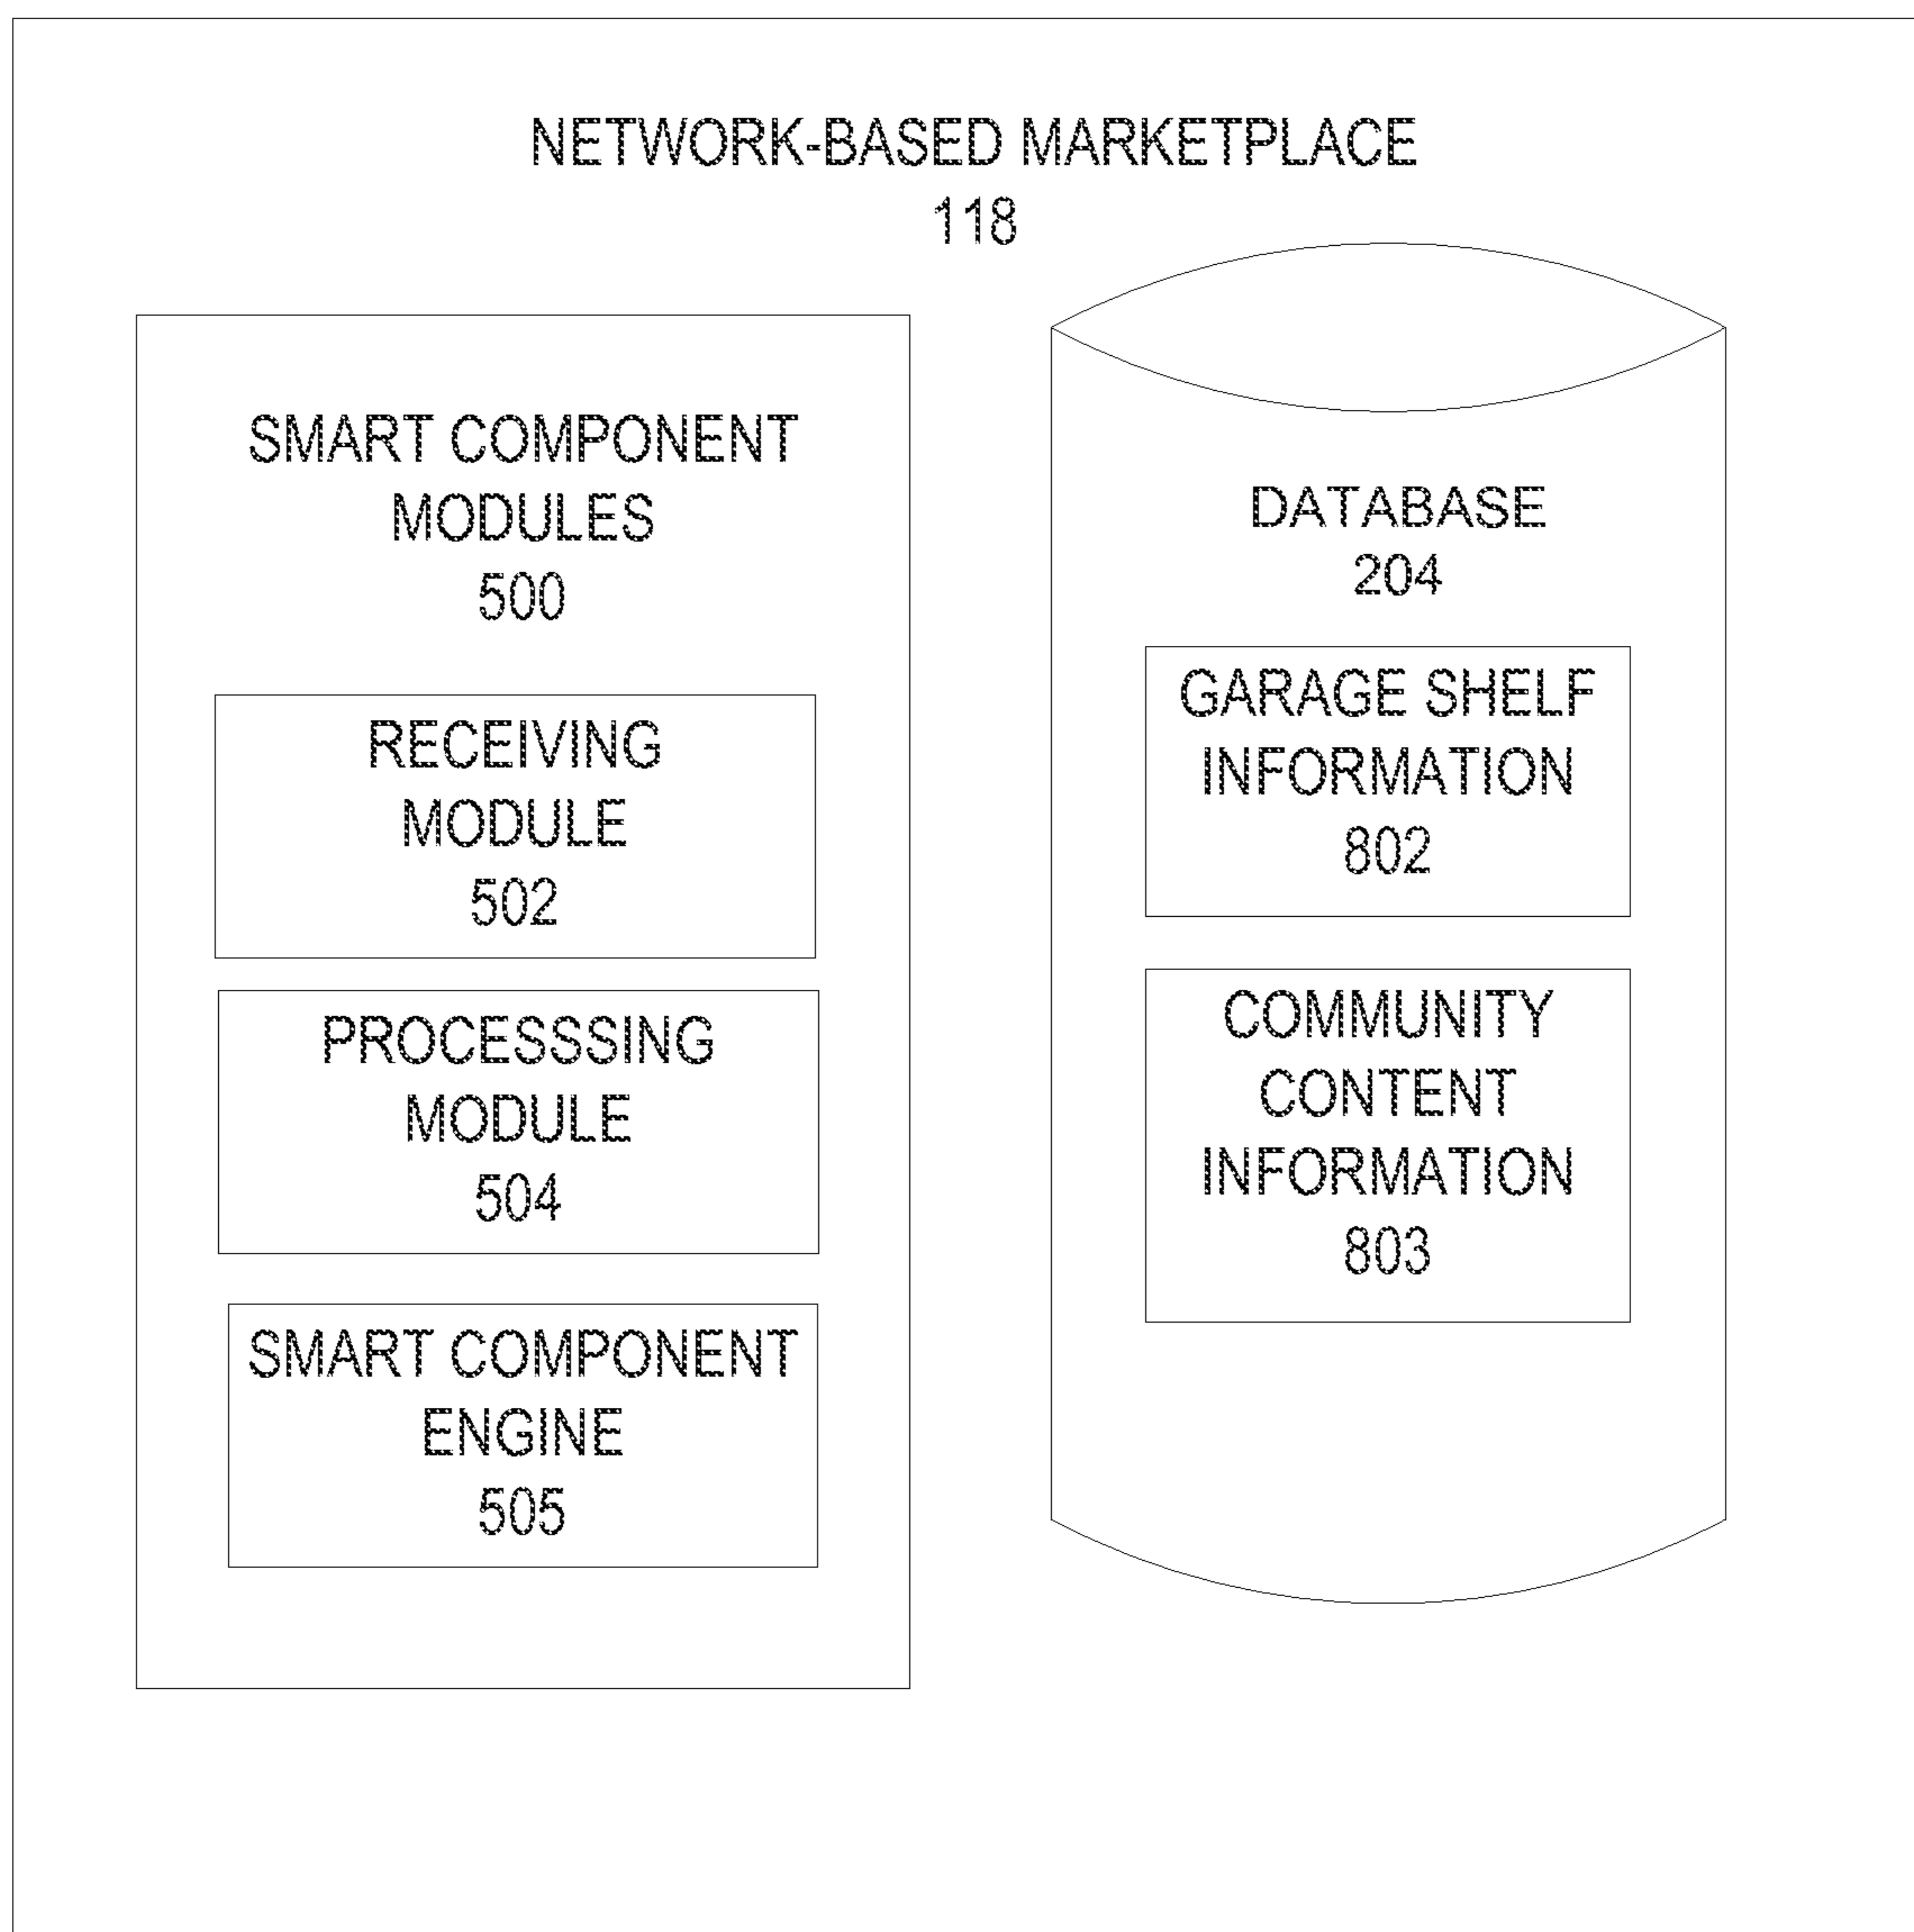 NETWORK-BASED MARKETPLACE
118
SMART COMPONENT
MODULES
500
RECEIVING
MODULE
502
PROCESSSING
MODULE
504
SMART COMPONENT
ENGINE
505
DATABASE
204
GARAGE SHELF
INFORMATION
802
COMMUNITY
CONTENT
INFORMATION
803